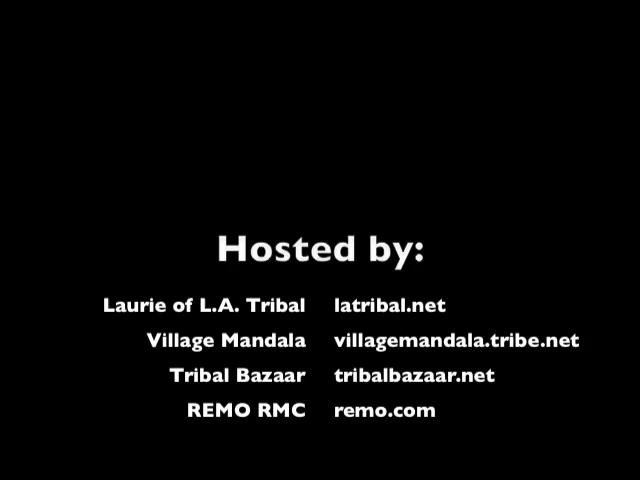 Hosted by:
Laurie of L.A. Tribal latribal.net
Village Mandala villagemandala.tribe.net
Tribal Bazaar tribalbazaar.net
REMO RMC remo.com